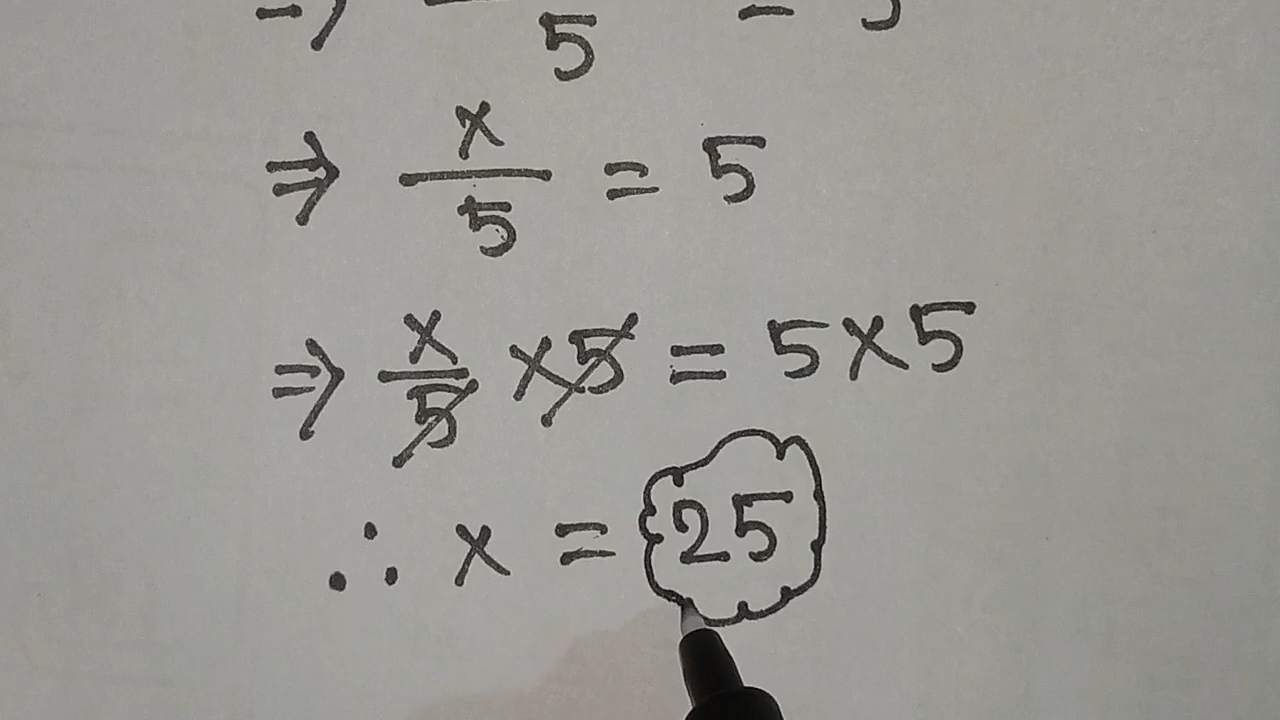 ⇒ x/5 = 5
⇒ x/5 × 5 = 5 × 5
∴ x = 25